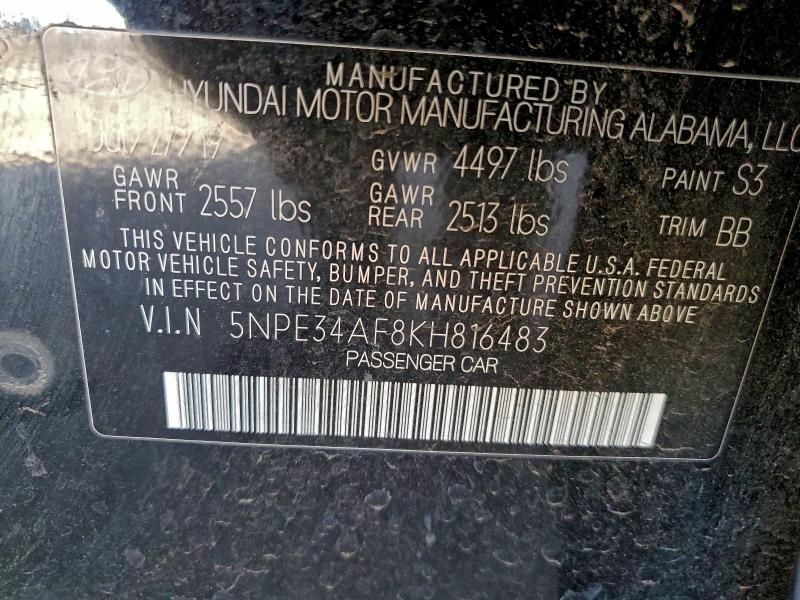 MANUFACTURED BY
HYUNDAI MOTOR MANUFACTURING ALABAMA, LLC
GVWR 4497 lbs PAINT S3
GAWR FRONT 2557 lbs GAWR REAR 2513 lbs TRIM BB
THIS VEHICLE CONFORMS TO ALL APPLICABLE U.S.A. FEDERAL
MOTOR VEHICLE SAFETY, BUMPER, AND THEFT PREVENTION STANDARDS
IN EFFECT ON THE DATE OF MANUFACTURE SHOWN ABOVE
V.I.N 5NPE34AF8KH816483
PASSENGER CAR